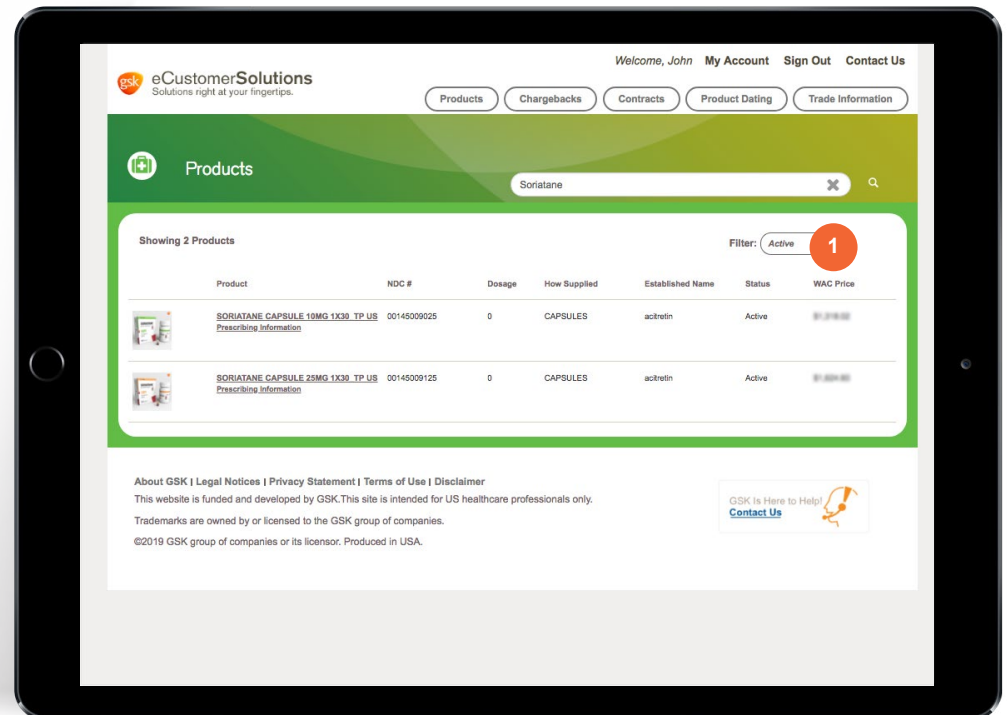 Welcome, John My Account Sign Out Contact Us
gsk eCustomerSolutions
Solutions right at your fingertips.
Products Chargebacks Contracts Product Dating Trade Information
Products
Soriatane
Showing 2 Products
Filter: Active 1
Product NDC # Dosage How Supplied Established Name Status WAC Price
SORIATANE CAPSULE 10MG 1X30 TP US 00145009025 0 CAPSULES acitretin Active
Prescribing Information
SORIATANE CAPSULE 25MG 1X30 TP US 00145009125 0 CAPSULES acitretin Active
Prescribing Information
About GSK | Legal Notices | Privacy Statement | Terms of Use | Disclaimer
This website is funded and developed by GSK.This site is intended for US healthcare professionals only.
Trademarks are owned by or licensed to the GSK group of companies.
©2019 GSK group of companies or its licensor. Produced in USA.
GSK Is Here to Help!
Contact Us